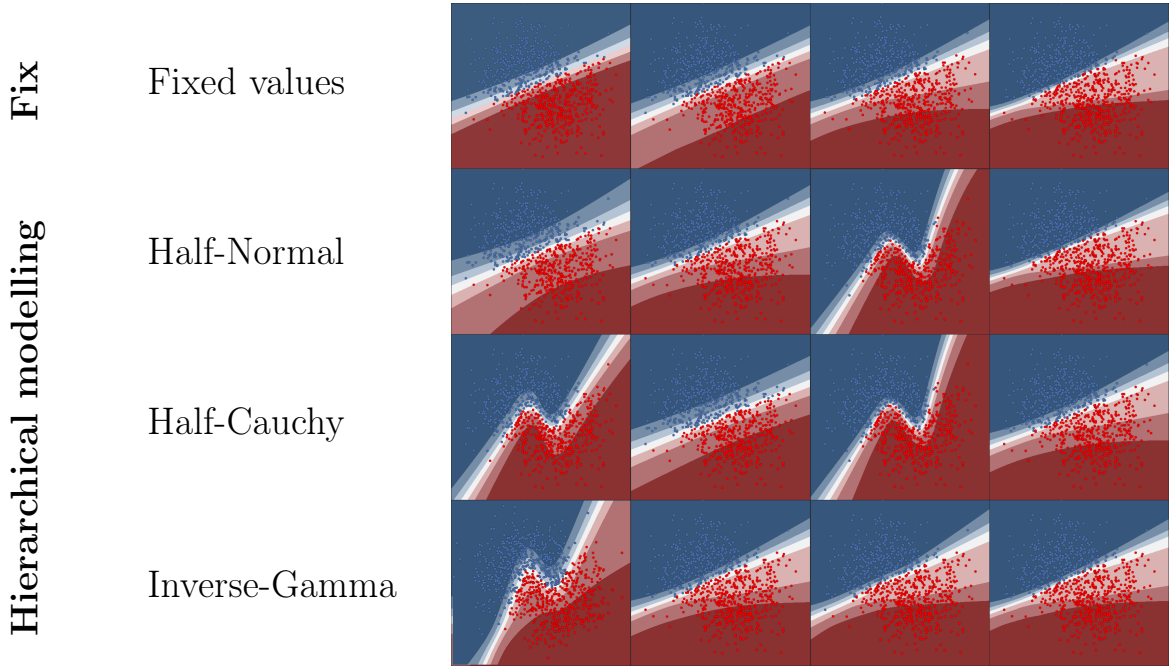 Fix
Fixed values
Hierarchical modelling
Half-Normal
Half-Cauchy
Inverse-Gamma